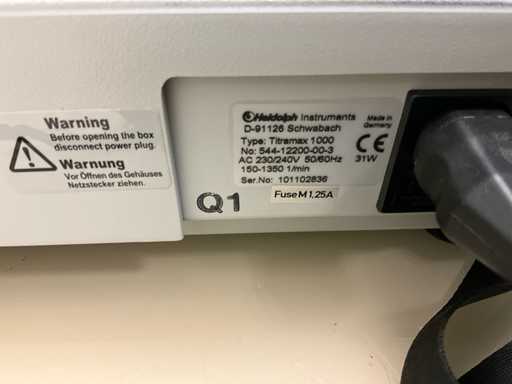 Warning
Before opening the box
disconnect power plug.
Warnung
Vor Öffnen des Gehäuses
Netzstecker ziehen.
Heidolph Instruments
D-91126 Schwabach
Made in
Germany
Type: Titramax 1000
No: 544-12200-00-3
AC 230/240V 50/60Hz
150-1350 1/min
Ser.No: 101102836
CE
31W
Q1
Fuse M 1,25A